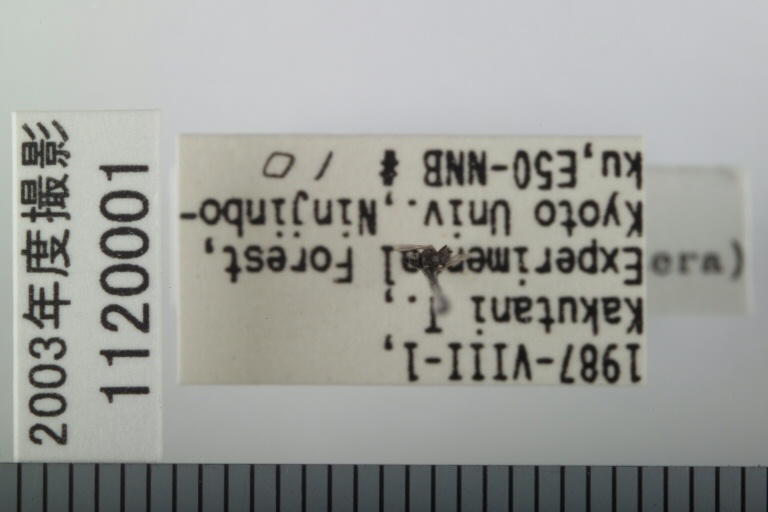 2003年度撮影
1120001
1987-VIII-1,
Kakutani T.,
Experimental Forest,
Kyoto Univ., Ninjinbo-
ku,E50-NNB # 10
era)